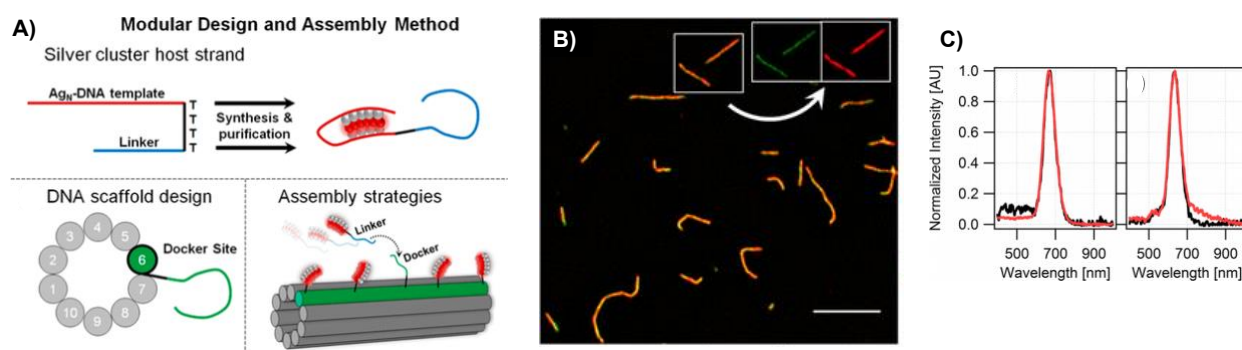 A)
Modular Design and Assembly Method
Silver cluster host strand
AgN-DNA template
T
T
T
T
Linker
Synthesis &
purification
DNA scaffold design
3
4
5
2
6
1
7
10
9
8
Docker Site
Assembly strategies
Linker
Docker
B)
C)
Normalized Intensity [AU]
1.0
0.8
0.6
0.4
0.2
0.0
)
500
700
900
500
700
900
Wavelength [nm]
Wavelength [nm]